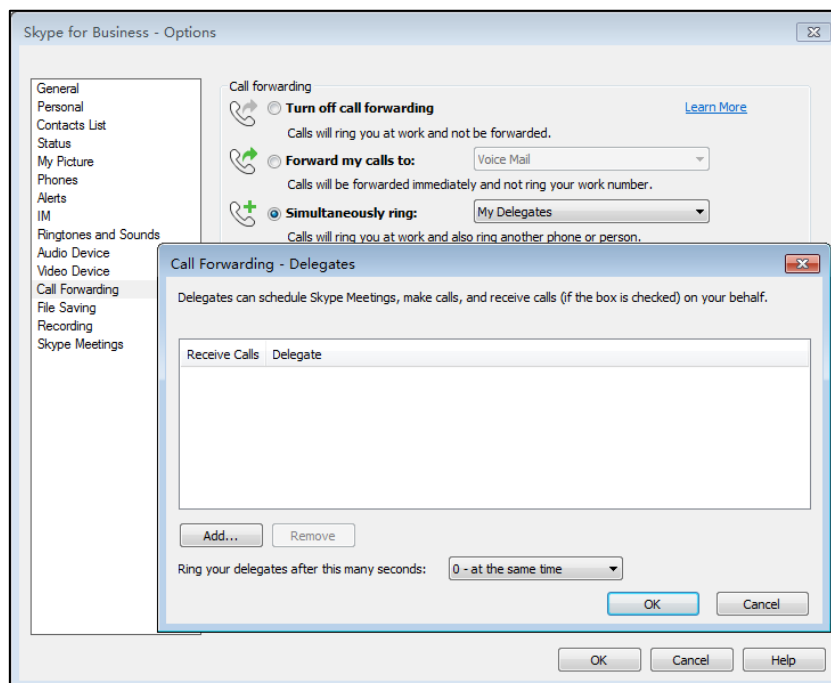 Skype for Business - Options
General
Personal
Contacts List
Status
My Picture
Phones
Alerts
IM
Ringtones and Sounds
Audio Device
Video Device
Call Forwarding
File Saving
Recording
Skype Meetings
Call forwarding
Turn off call forwarding
Learn More
Calls will ring you at work and not be forwarded.
Forward my calls to:
Voice Mail
Calls will be forwarded immediately and not ring your work number.
Simultaneously ring:
My Delegates
Calls will ring you at work and also ring another phone or person.
Call Forwarding - Delegates
Delegates can schedule Skype Meetings, make calls, and receive calls (if the box is checked) on your behalf.
Receive Calls Delegate
Add... Remove
Ring your delegates after this many seconds: 0 - at the same time
OK Cancel
OK Cancel Help